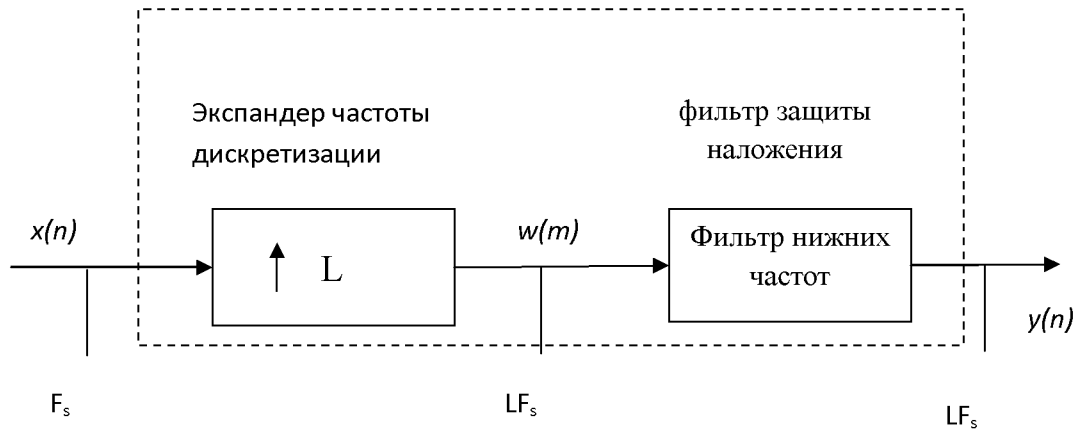 Экспандер частоты
дискретизации
фильтр защиты
наложения
x(n)
↑ L
w(m)
Фильтр нижних
частот
y(n)
Fs
LFs
LFs